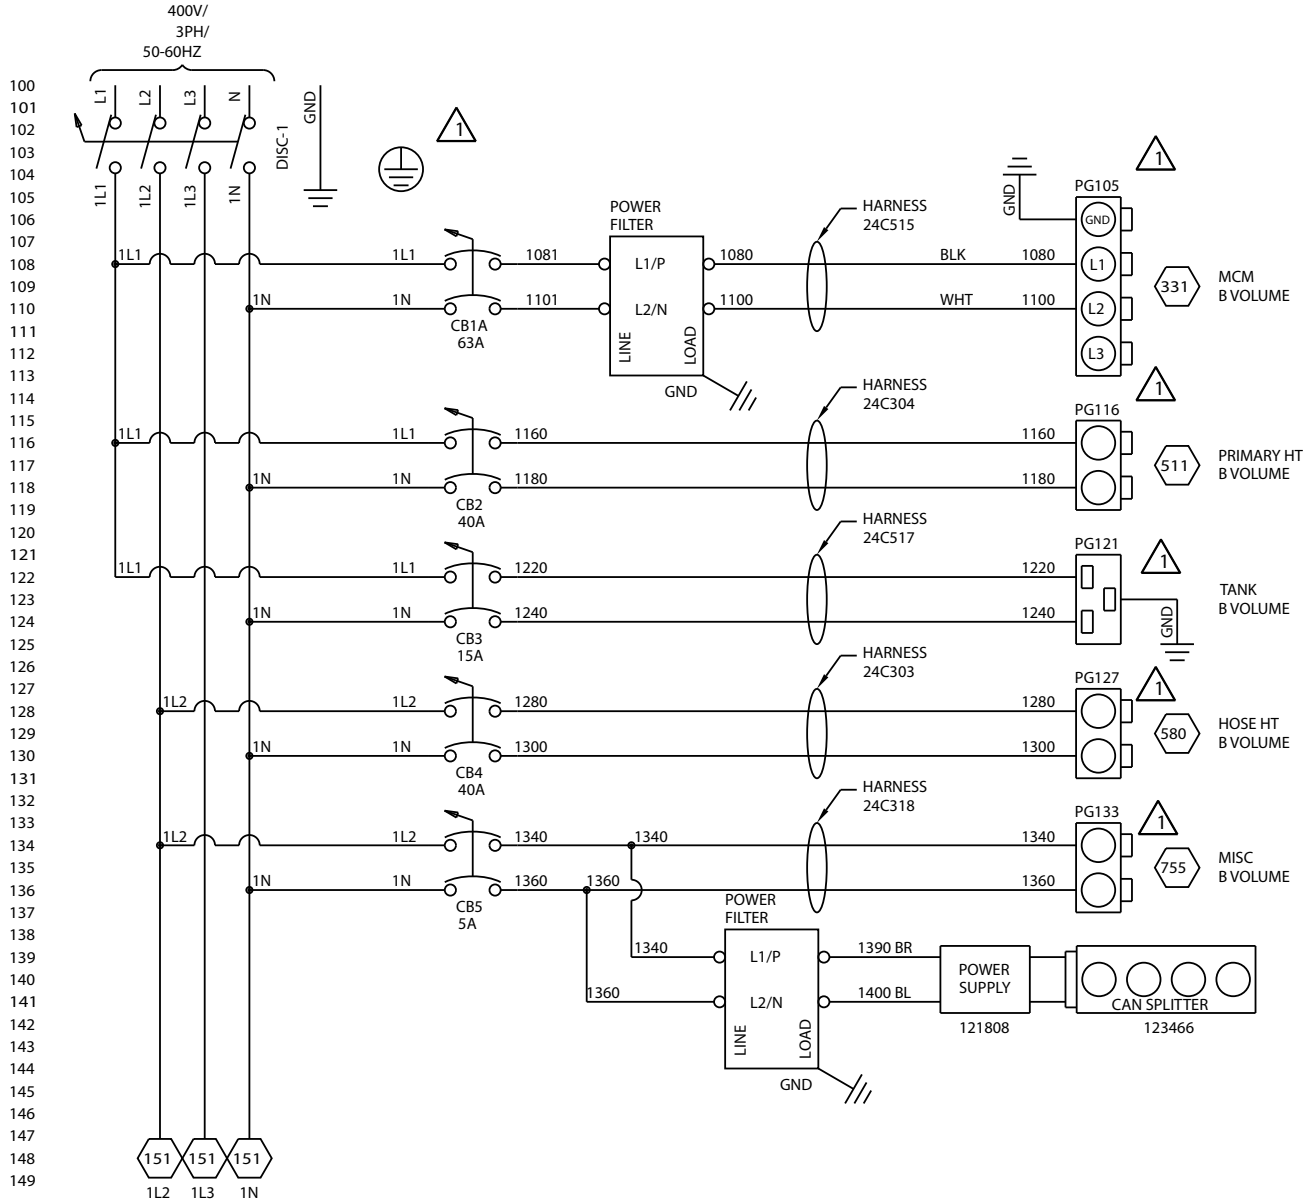 400V/
3PH/
50-60HZ
100
L1 L2 L3 N GND
101
102
DISC-1
1
103
1
104
105
1L1 1L2 1L3 1N
GND
PG105
106
POWER
FILTER
HARNESS
24C515
GND
107
108
1L1 1L1 1081 L1/P 1080 BLK 1080 L1
109
331
MCM
B VOLUME
110
1N 1N 1101 L2/N 1100 WHT 1100 L2
111
CB1A
63A
LINE LOAD
112
L3
113
GND
114
HARNESS
24C304
1
115
PG116
116
1L1 1L1 1160 1160
117
511
PRIMARY HT
B VOLUME
118
1N 1N 1180 1180
119
CB2
40A
120
HARNESS
24C517
121
PG121
1
122
1L1 1L1 1220 1220
123
TANK
B VOLUME
124
1N 1N 1240 1240
GND
125
CB3
15A
126
HARNESS
24C303
127
PG127
1
128
1L2 1L2 1280 1280
129
580
HOSE HT
B VOLUME
130
1N 1N 1300 1300
131
CB4
40A
132
HARNESS
24C318
133
PG133
1
134
1L2 1L2 1340 1340 1340
135
755
MISC
B VOLUME
136
1N 1N 1360 1360 1360
137
CB5
5A
POWER
FILTER
138
139
1340 L1/P 1390 BR
140
POWER
SUPPLY
141
1360 L2/N 1400 BL
CAN SPLITTER
142
LINE LOAD
121808
123466
143
144
145
GND
146
147
148
151 151 151
149
1L2 1L3 1N